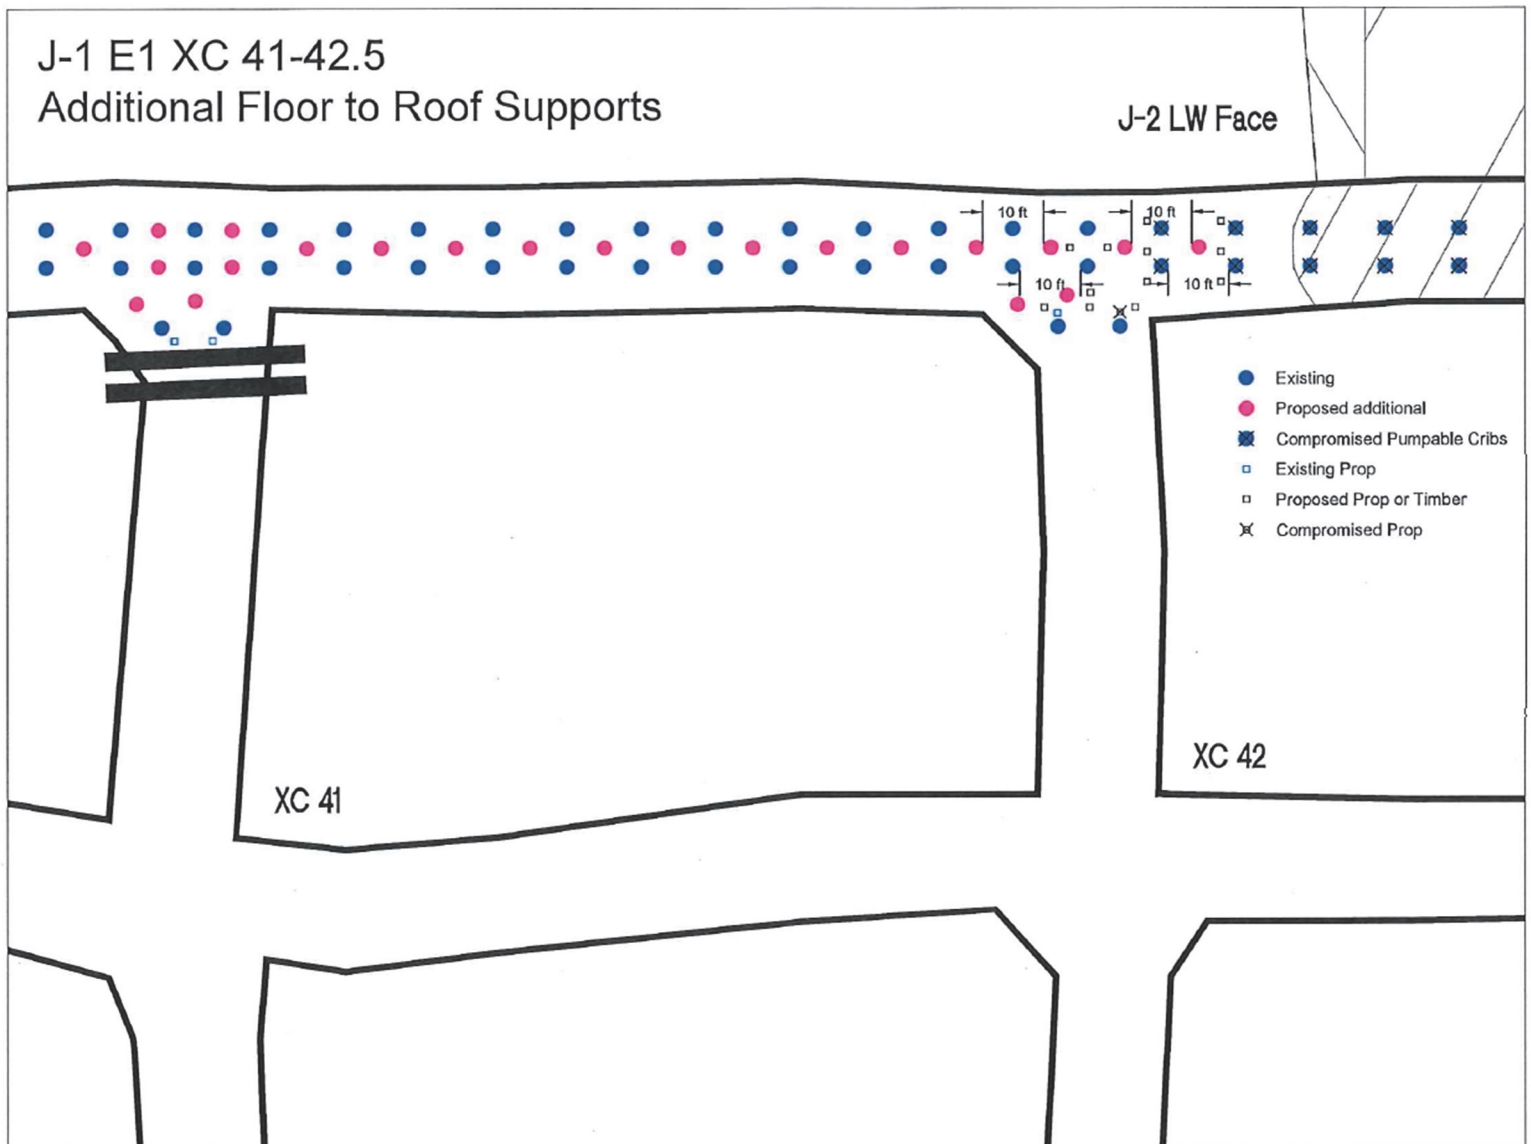 J-1 E1 XC 41-42.5
Additional Floor to Roof Supports
J-2 LW Face
10 ft
10 ft
10 ft
10 ft
Existing
Proposed additional
Compromised Pumpable Cribs
Existing Prop
Proposed Prop or Timber
Compromised Prop
XC 42
XC 41